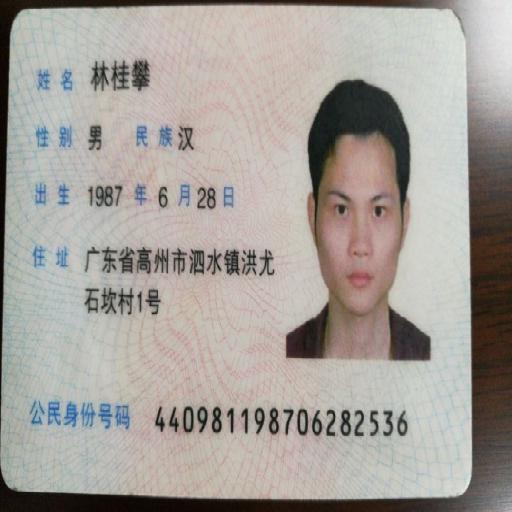 姓名 林桂攀
性别 男 民族 汉
出生 1987 年 6 月 28 日
住址 广东省高州市泗水镇洪尤
石坎村1号
公民身份号码 440981198706282536